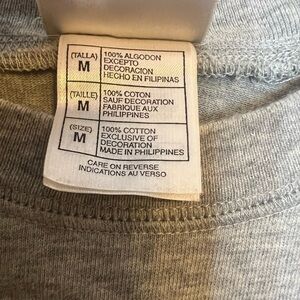 (TALLA)
M
100% ALGODON
EXCEPTO
DECORACION
HECHO EN FILIPINAS
(TAILLE)
M
100% COTON
SAUF DECORATION
FABRIQUE AUX
PHILIPPINES
(SIZE)
M
100% COTTON
EXCLUSIVE OF
DECORATION
MADE IN PHILIPPINES
CARE ON REVERSE
INDICATIONS AU VERSO